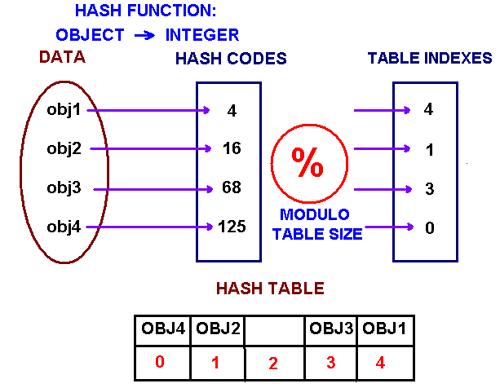 HASH FUNCTION:
OBJECT → INTEGER
DATA HASH CODES TABLE INDEXES
obj1 4 4
obj2 16 1
obj3 68 % 3
obj4 125 0
MODULO
TABLE SIZE
HASH TABLE
OBJ4 OBJ2 OBJ3 OBJ1
0 1 2 3 4